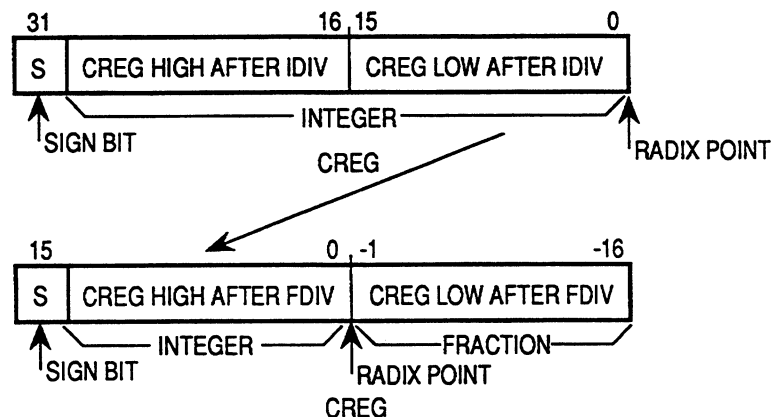 31 16 15 0
S CREG HIGH AFTER IDIV CREG LOW AFTER IDIV
INTEGER
SIGN BIT
RADIX POINT
CREG
15 0 -1 -16
S CREG HIGH AFTER FDIV CREG LOW AFTER FDIV
INTEGER FRACTION
SIGN BIT RADIX POINT
CREG